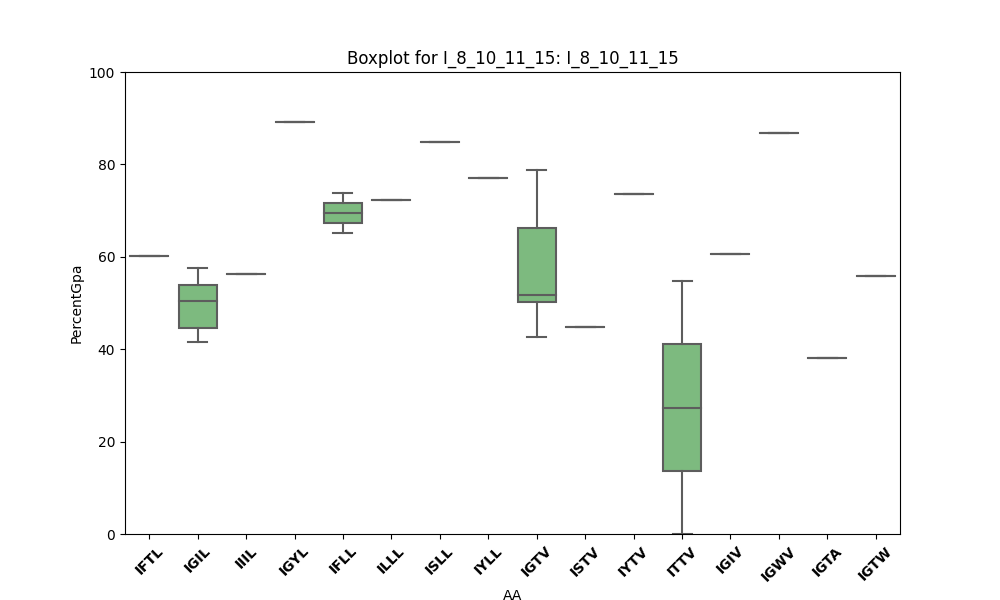 Boxplot for I_8_10_11_15: I_8_10_11_15
100
80
60
40
20
0
PercentGpa
IFTL
IGIL
IIIL
IGYL
IFLL
ILLL
ISLL
IYLL
IGTV
ISTV
IYTV
ITTV
IGIV
IGWV
IGTA
IGTW
AA